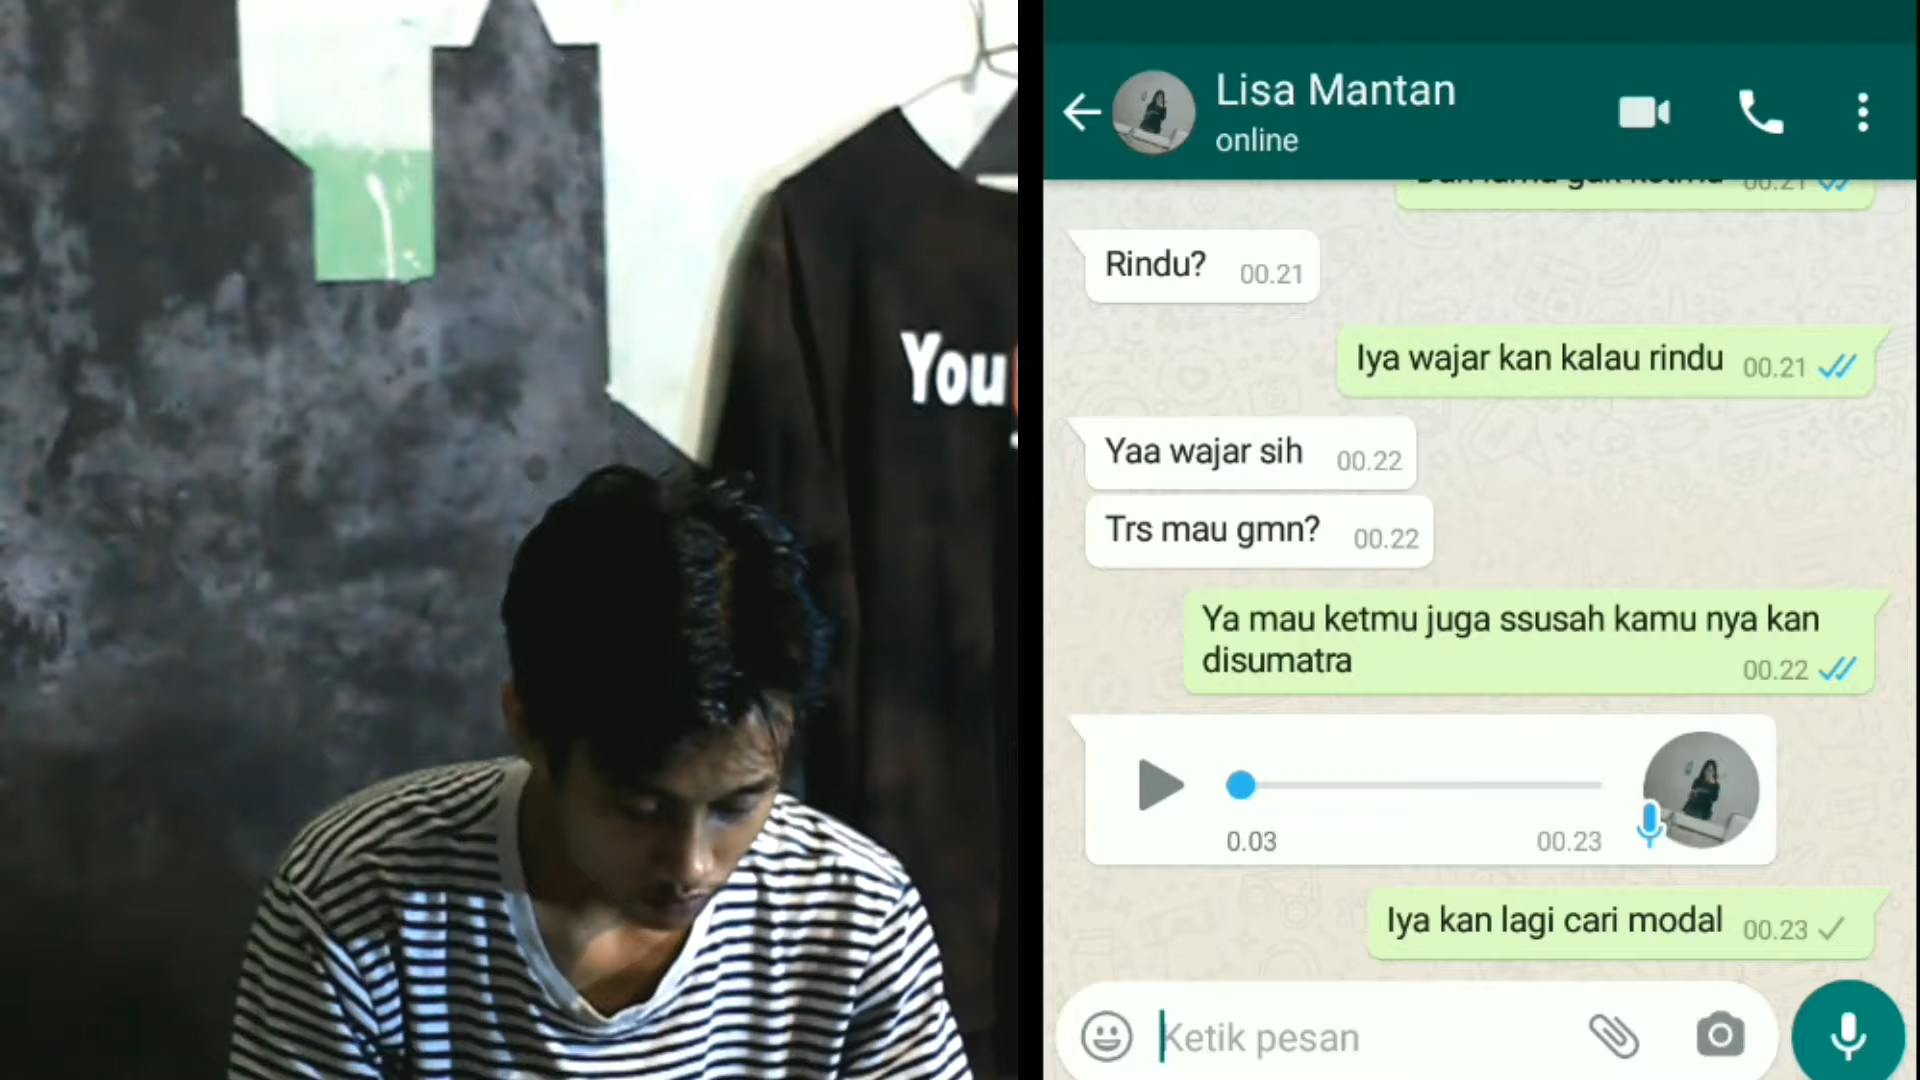 You
Lisa Mantan
online
00.21
Rindu? 00.21
Iya wajar kan kalau rindu 00.21
Yaa wajar sih 00.22
Trs mau gmn? 00.22
Ya mau ketmu juga ssusah kamu nya kan
disumatra 00.22
0.03 00.23
Iya kan lagi cari modal 00.23
Ketik pesan